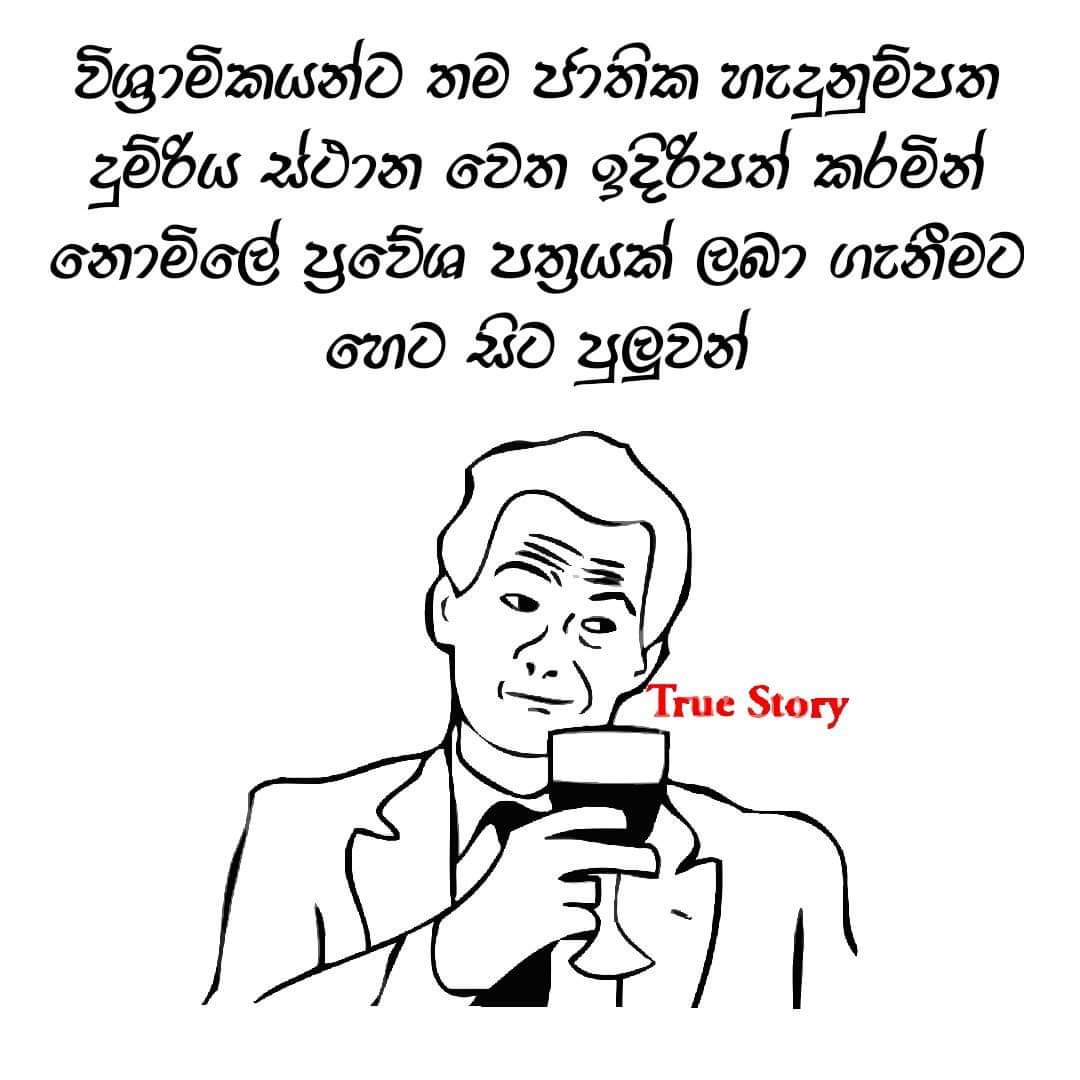 විශ්‍රාමිකයන්ට තම ජාතික හැඳුනුම්පත
දුම්රිය ස්ථාන වෙත ඉදිරිපත් කරමින්
නොමිලේ ප්‍රවේශ පත්‍රයක් ලබා ගැනීමට
හෙට සිට පුලුවන්
True Story